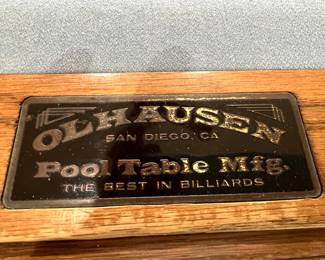 OLHAUSEN
SAN DIEGO, CA
Pool Table Mfg.
THE BEST IN BILLIARDS